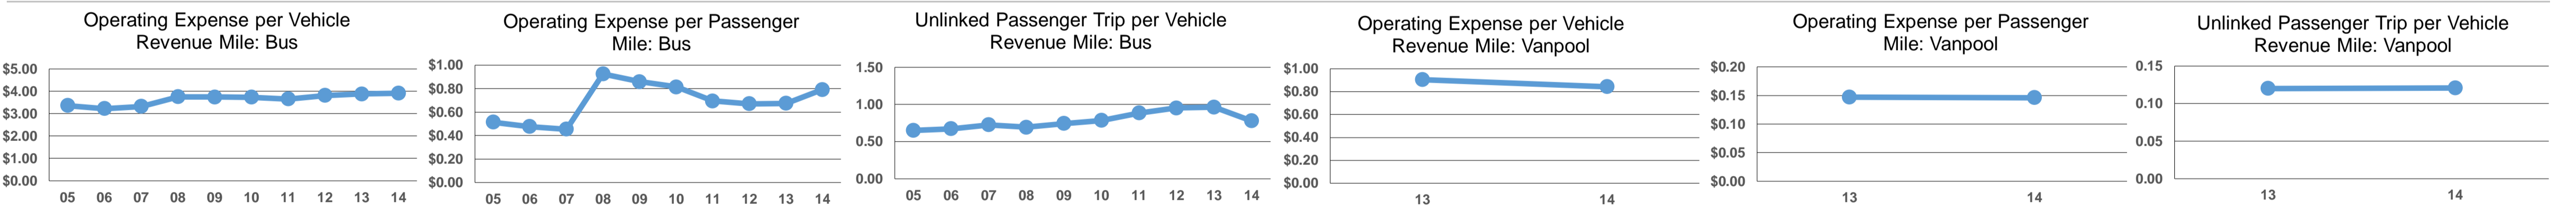 Operating Expense per Vehicle
Revenue Mile: Bus
$5.00
$4.00
$3.00
$2.00
$1.00
$0.00
05 06 07 08 09 10 11 12 13 14
Operating Expense per Passenger
Mile: Bus
$1.00
$0.80
$0.60
$0.40
$0.20
$0.00
05 06 07 08 09 10 11 12 13 14
Unlinked Passenger Trip per Vehicle
Revenue Mile: Bus
1.50
1.00
0.50
0.00
05 06 07 08 09 10 11 12 13 14
Operating Expense per Vehicle
Revenue Mile: Vanpool
$1.00
$0.80
$0.60
$0.40
$0.20
$0.00
13 14
Operating Expense per Passenger
Mile: Vanpool
$0.20
$0.15
$0.10
$0.05
$0.00
13 14
Unlinked Passenger Trip per Vehicle
Revenue Mile: Vanpool
0.15
0.10
0.05
0.00
13 14